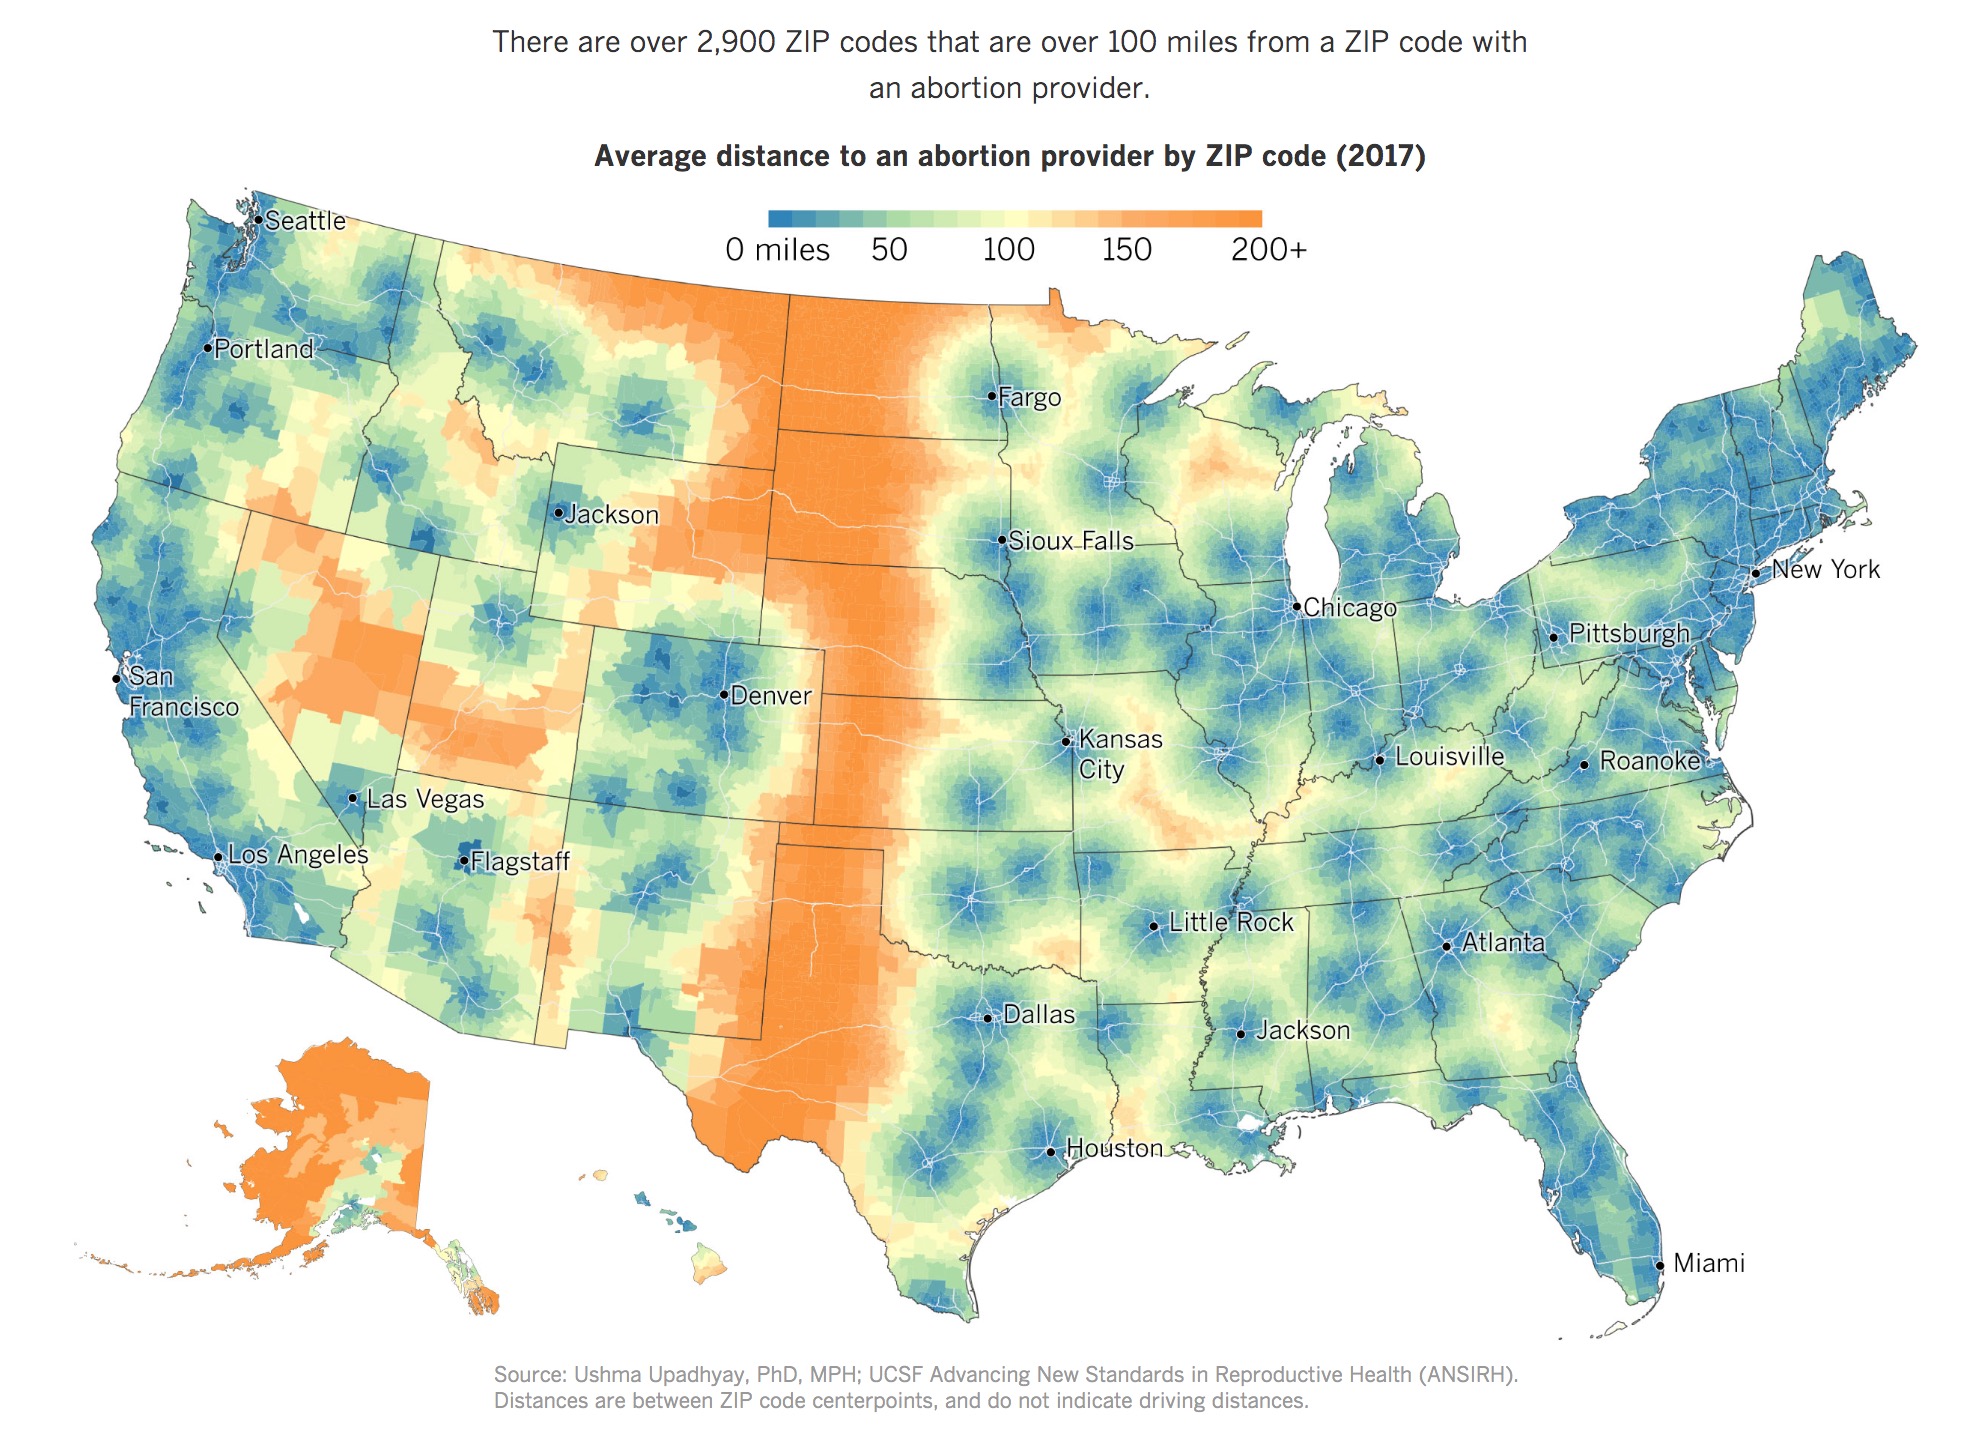 There are over 2,900 ZIP codes that are over 100 miles from a ZIP code with
an abortion provider.
Average distance to an abortion provider by ZIP code (2017)
0 miles 50 100 150 200+
Seattle
Portland
Fargo
Jackson
Sioux Falls
New York
Chicago
Pittsburgh
San
Francisco
Denver
Kansas
City
Louisville
Roanoke
Las Vegas
Los Angeles
Flagstaff
Little Rock
Atlanta
Dallas
Jackson
Houston
Miami
Source: Ushma Upadhyay, PhD, MPH; UCSF Advancing New Standards in Reproductive Health (ANSIRH).
Distances are between ZIP code centerpoints, and do not indicate driving distances.